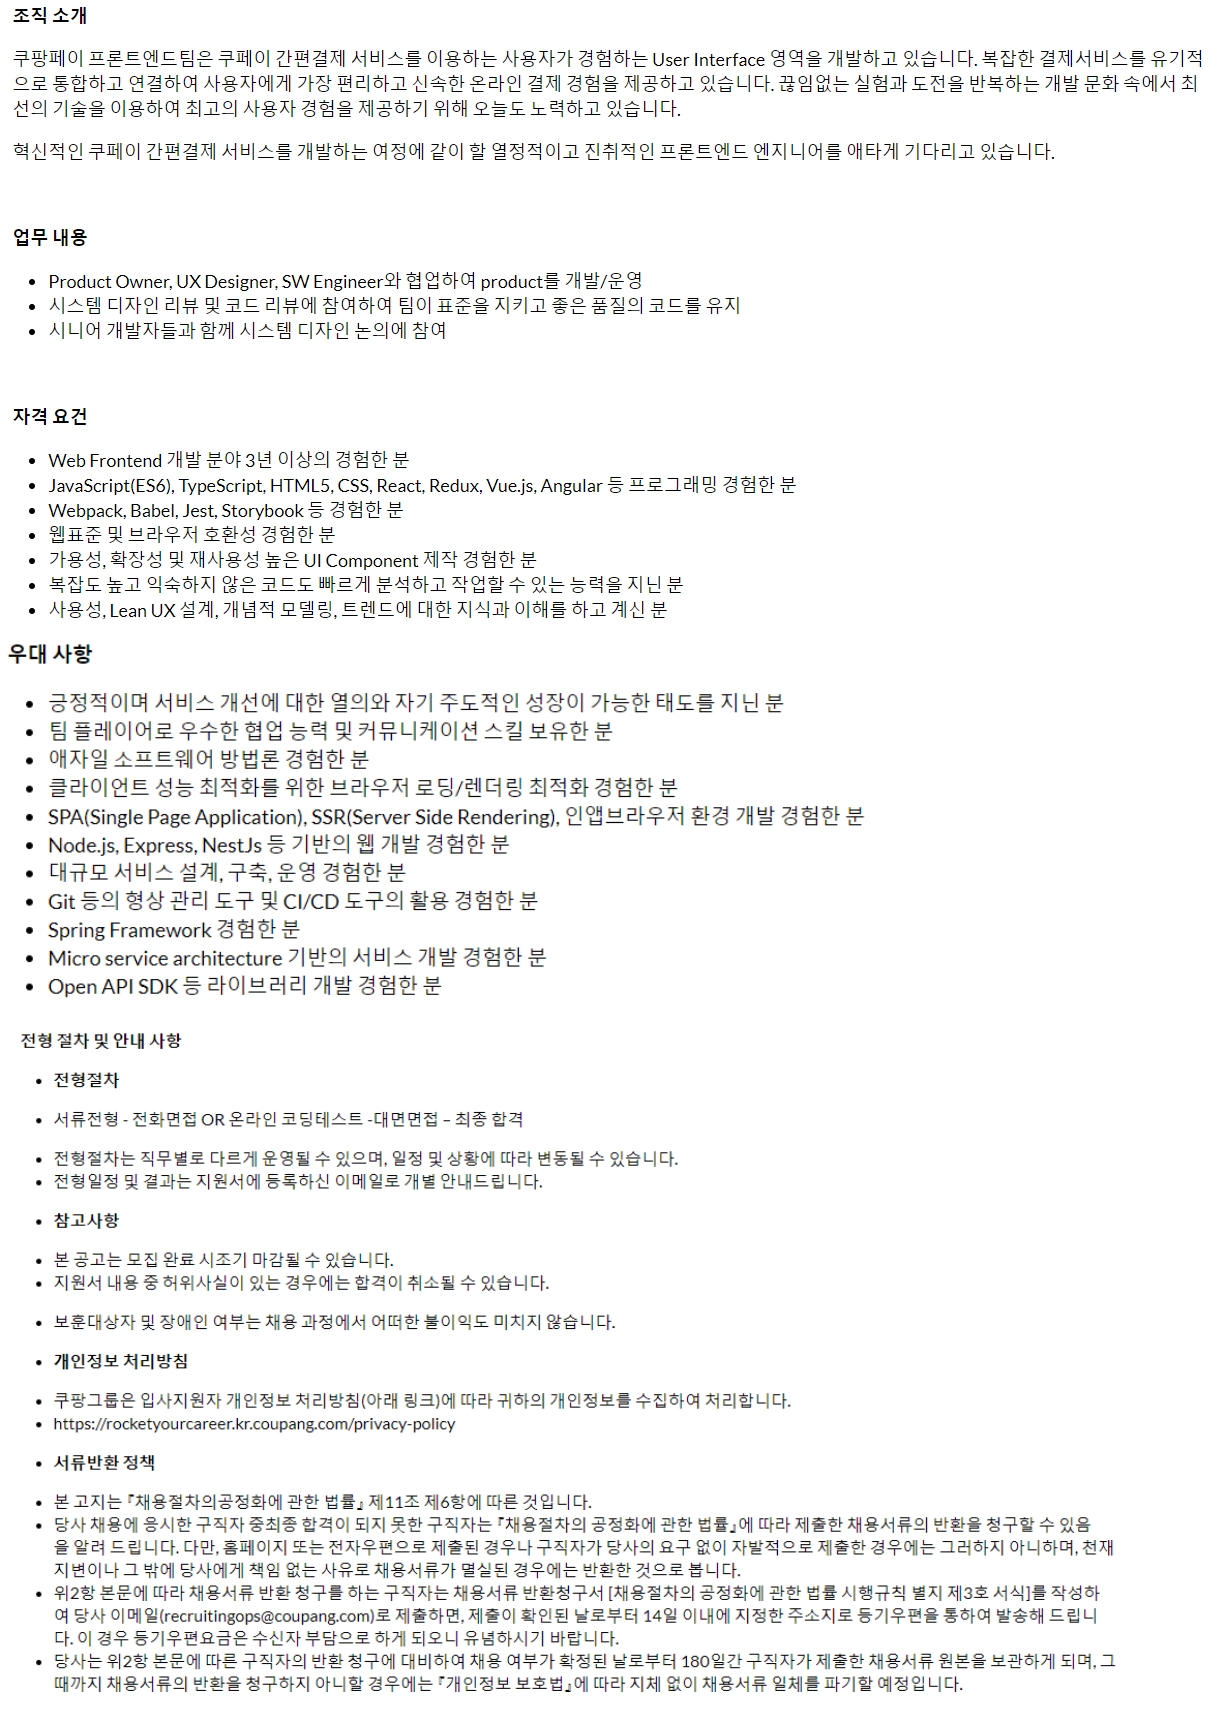 조직 소개
쿠팡페이 프론트엔드팀은 쿠페이 간편결제 서비스를 이용하는 사용자가 경험하는 User Interface 영역을 개발하고 있습니다. 복잡한 결제서비스를 유기적
으로 통합하고 연결하여 사용자에게 가장 편리하고 신속한 온라인 결제 경험을 제공하고 있습니다. 끊임없는 실험과 도전을 반복하는 개발 문화 속에서 최
선의 기술을 이용하여 최고의 사용자 경험을 제공하기 위해 오늘도 노력하고 있습니다.
혁신적인 쿠페이 간편결제 서비스를 개발하는 여정에 같이 할 열정적이고 진취적인 프론트엔드 엔지니어를 애타게 기다리고 있습니다.
업무 내용
• Product Owner, UX Designer, SW Engineer와 협업하여 product를 개발/운영
• 시스템 디자인 리뷰 및 코드 리뷰에 참여하여 팀이 표준을 지키고 좋은 품질의 코드를 유지
• 시니어 개발자들과 함께 시스템 디자인 논의에 참여
자격 요건
• Web Frontend 개발 분야 3년 이상의 경험한 분
• JavaScript(ES6), TypeScript, HTML5, CSS, React, Redux, Vue.js, Angular 등 프로그래밍 경험한 분
• Webpack, Babel, Jest, Storybook 등 경험한 분
• 웹표준 및 브라우저 호환성 경험한 분
• 가용성, 확장성 및 재사용성 높은 UI Component 제작 경험한 분
• 복잡도 높고 익숙하지 않은 코드도 빠르게 분석하고 작업할 수 있는 능력을 지닌 분
• 사용성, Lean UX 설계, 개념적 모델링, 트렌드에 대한 지식과 이해를 하고 계신 분
우대 사항
• 긍정적이며 서비스 개선에 대한 열의와 자기 주도적인 성장이 가능한 태도를 지닌 분
• 팀 플레이어로 우수한 협업 능력 및 커뮤니케이션 스킬 보유한 분
• 애자일 소프트웨어 방법론 경험한 분
• 클라이언트 성능 최적화를 위한 브라우저 로딩/렌더링 최적화 경험한 분
• SPA(Single Page Application), SSR(Server Side Rendering), 인앱브라우저 환경 개발 경험한 분
• Node.js, Express, NestJs 등 기반의 웹 개발 경험한 분
• 대규모 서비스 설계, 구축, 운영 경험한 분
• Git 등의 형상 관리 도구 및 CI/CD 도구의 활용 경험한 분
• Spring Framework 경험한 분
• Micro service architecture 기반의 서비스 개발 경험한 분
• Open API SDK 등 라이브러리 개발 경험한 분
전형 절차 및 안내 사항
• 전형절차
• 서류전형 - 전화면접 OR 온라인 코딩테스트 -대면면접 – 최종 합격
• 전형절차는 직무별로 다르게 운영될 수 있으며, 일정 및 상황에 따라 변동될 수 있습니다.
• 전형일정 및 결과는 지원서에 등록하신 이메일로 개별 안내드립니다.
• 참고사항
• 본 공고는 모집 완료 시조기 마감될 수 있습니다.
• 지원서 내용 중 허위사실이 있는 경우에는 합격이 취소될 수 있습니다.
• 보훈대상자 및 장애인 여부는 채용 과정에서 어떠한 불이익도 미치지 않습니다.
• 개인정보 처리방침
• 쿠팡그룹은 입사지원자 개인정보 처리방침(아래 링크)에 따라 귀하의 개인정보를 수집하여 처리합니다.
• https://rocketyourcareer.kr.coupang.com/privacy-policy
• 서류반환 정책
• 본 고지는 『채용절차의공정화에 관한 법률』 제11조 제6항에 따른 것입니다.
• 당사 채용에 응시한 구직자 중최종 합격이 되지 못한 구직자는 『채용절차의 공정화에 관한 법률』에 따라 제출한 채용서류의 반환을 청구할 수 있음
을 알려 드립니다. 다만, 홈페이지 또는 전자우편으로 제출된 경우나 구직자가 당사의 요구 없이 자발적으로 제출한 경우에는 그러하지 아니하며, 천재
지변이나 그 밖에 당사에게 책임 없는 사유로 채용서류가 멸실된 경우에는 반환한 것으로 봅니다.
• 위2항 본문에 따라 채용서류 반환 청구를 하는 구직자는 채용서류 반환청구서 [채용절차의 공정화에 관한 법률 시행규칙 별지 제3호 서식]를 작성하
여 당사 이메일(recruitingops@coupang.com)로 제출하면, 제출이 확인된 날로부터 14일 이내에 지정한 주소지로 등기우편을 통하여 발송해 드립니
다. 이 경우 등기우편요금은 수신자 부담으로 하게 되오니 유념하시기 바랍니다.
• 당사는 위2항 본문에 따른 구직자의 반환 청구에 대비하여 채용 여부가 확정된 날로부터 180일간 구직자가 제출한 채용서류 원본을 보관하게 되며, 그
때까지 채용서류의 반환을 청구하지 아니할 경우에는 『개인정보 보호법』에 따라 지체 없이 채용서류 일체를 파기할 예정입니다.